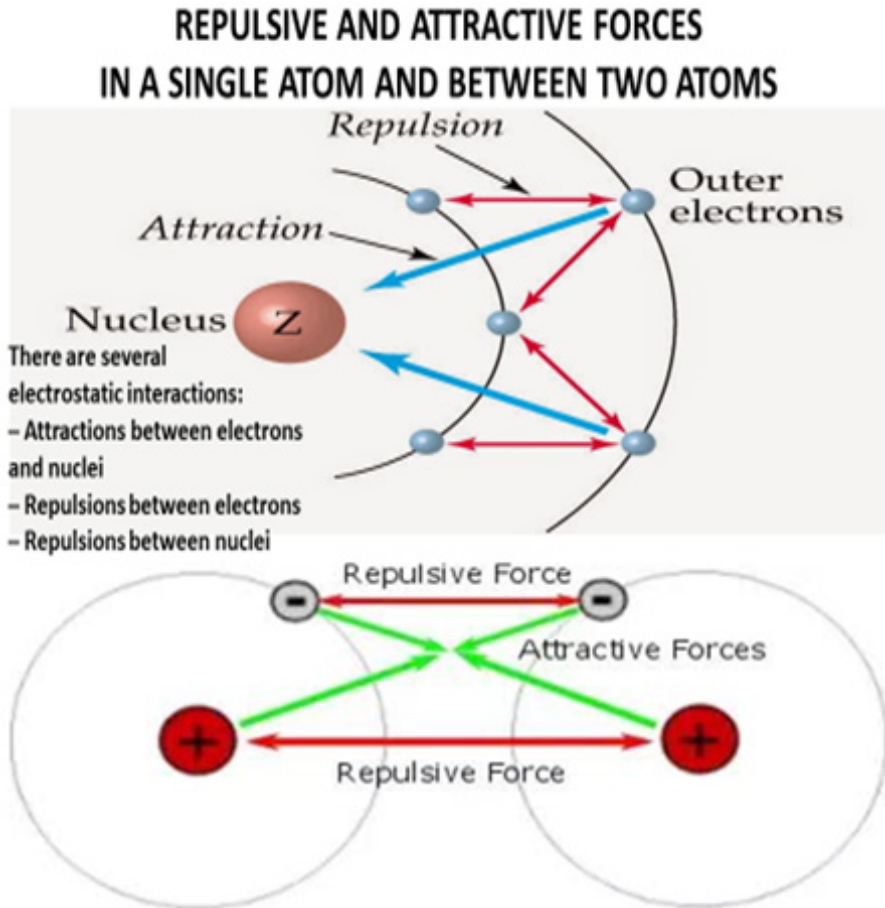 REPULSIVE AND ATTRACTIVE FORCES
IN A SINGLE ATOM AND BETWEEN TWO ATOMS
Repulsion
Outer
electrons
Attraction
Nucleus
Z
There are several
electrostatic interactions:
– Attractions between electrons
and nuclei
– Repulsions between electrons
– Repulsions between nuclei
Repulsive Force
- -
Attractive Forces
+ +
Repulsive Force